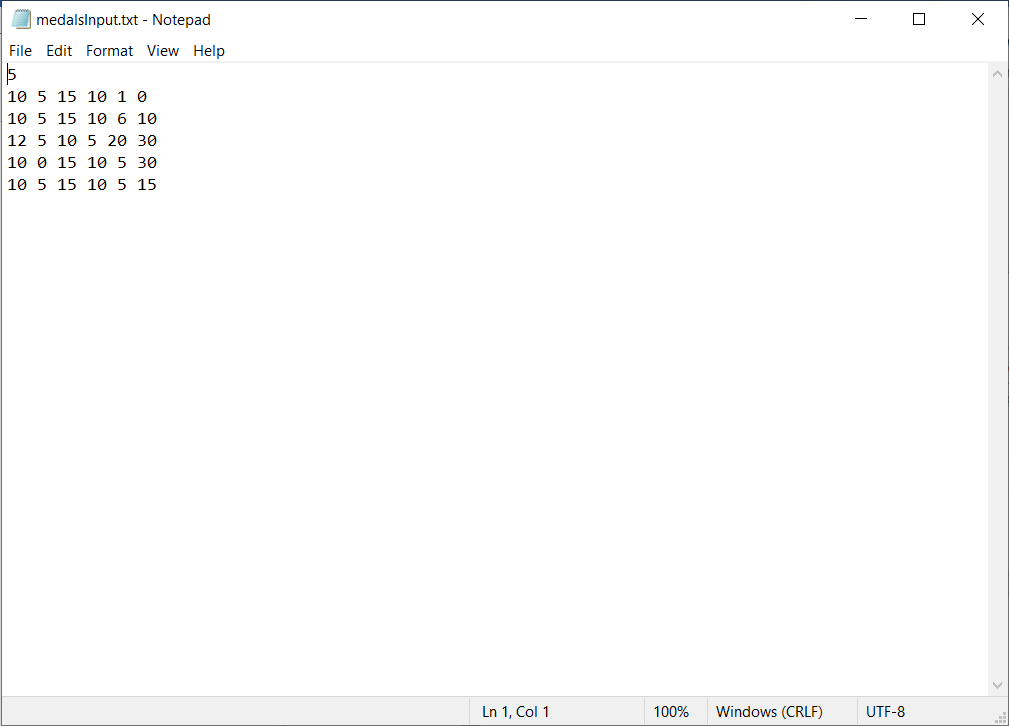 medalsInput.txt - Notepad
File Edit Format View Help
5
10 5 15 10 1 0
10 5 15 10 6 10
12 5 10 5 20 30
10 0 15 10 5 30
10 5 15 10 5 15
Ln 1, Col 1 100% Windows (CRLF) UTF-8